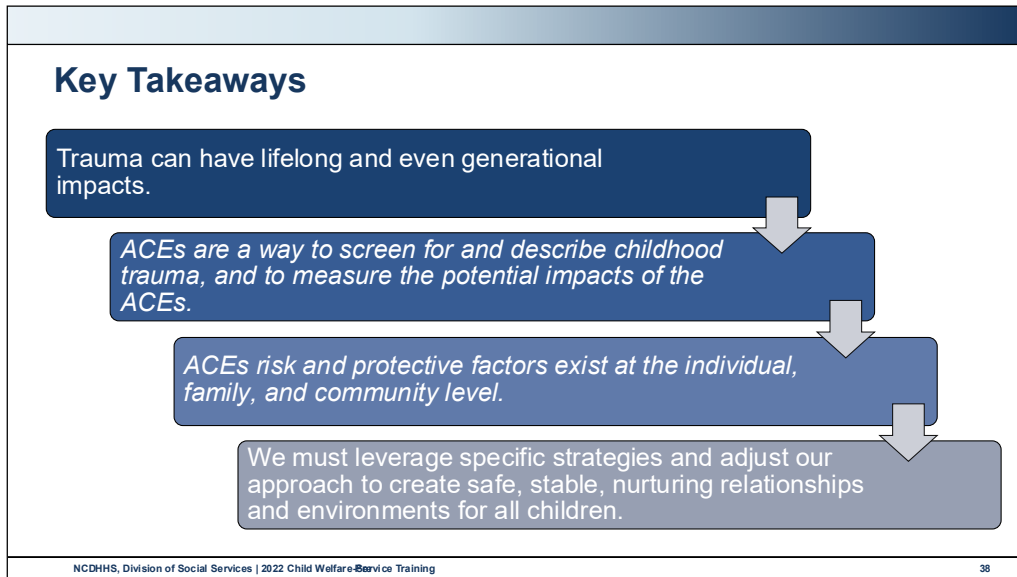 Key Takeaways
Trauma can have lifelong and even generational
impacts.
ACEs are a way to screen for and describe childhood
trauma, and to measure the potential impacts of the
ACEs.
ACEs risk and protective factors exist at the individual,
family, and community level.
We must leverage specific strategies and adjust our
approach to create safe, stable, nurturing relationships
and environments for all children.
NCDHHS, Division of Social Services | 2022 Child Welfare Service Training
38